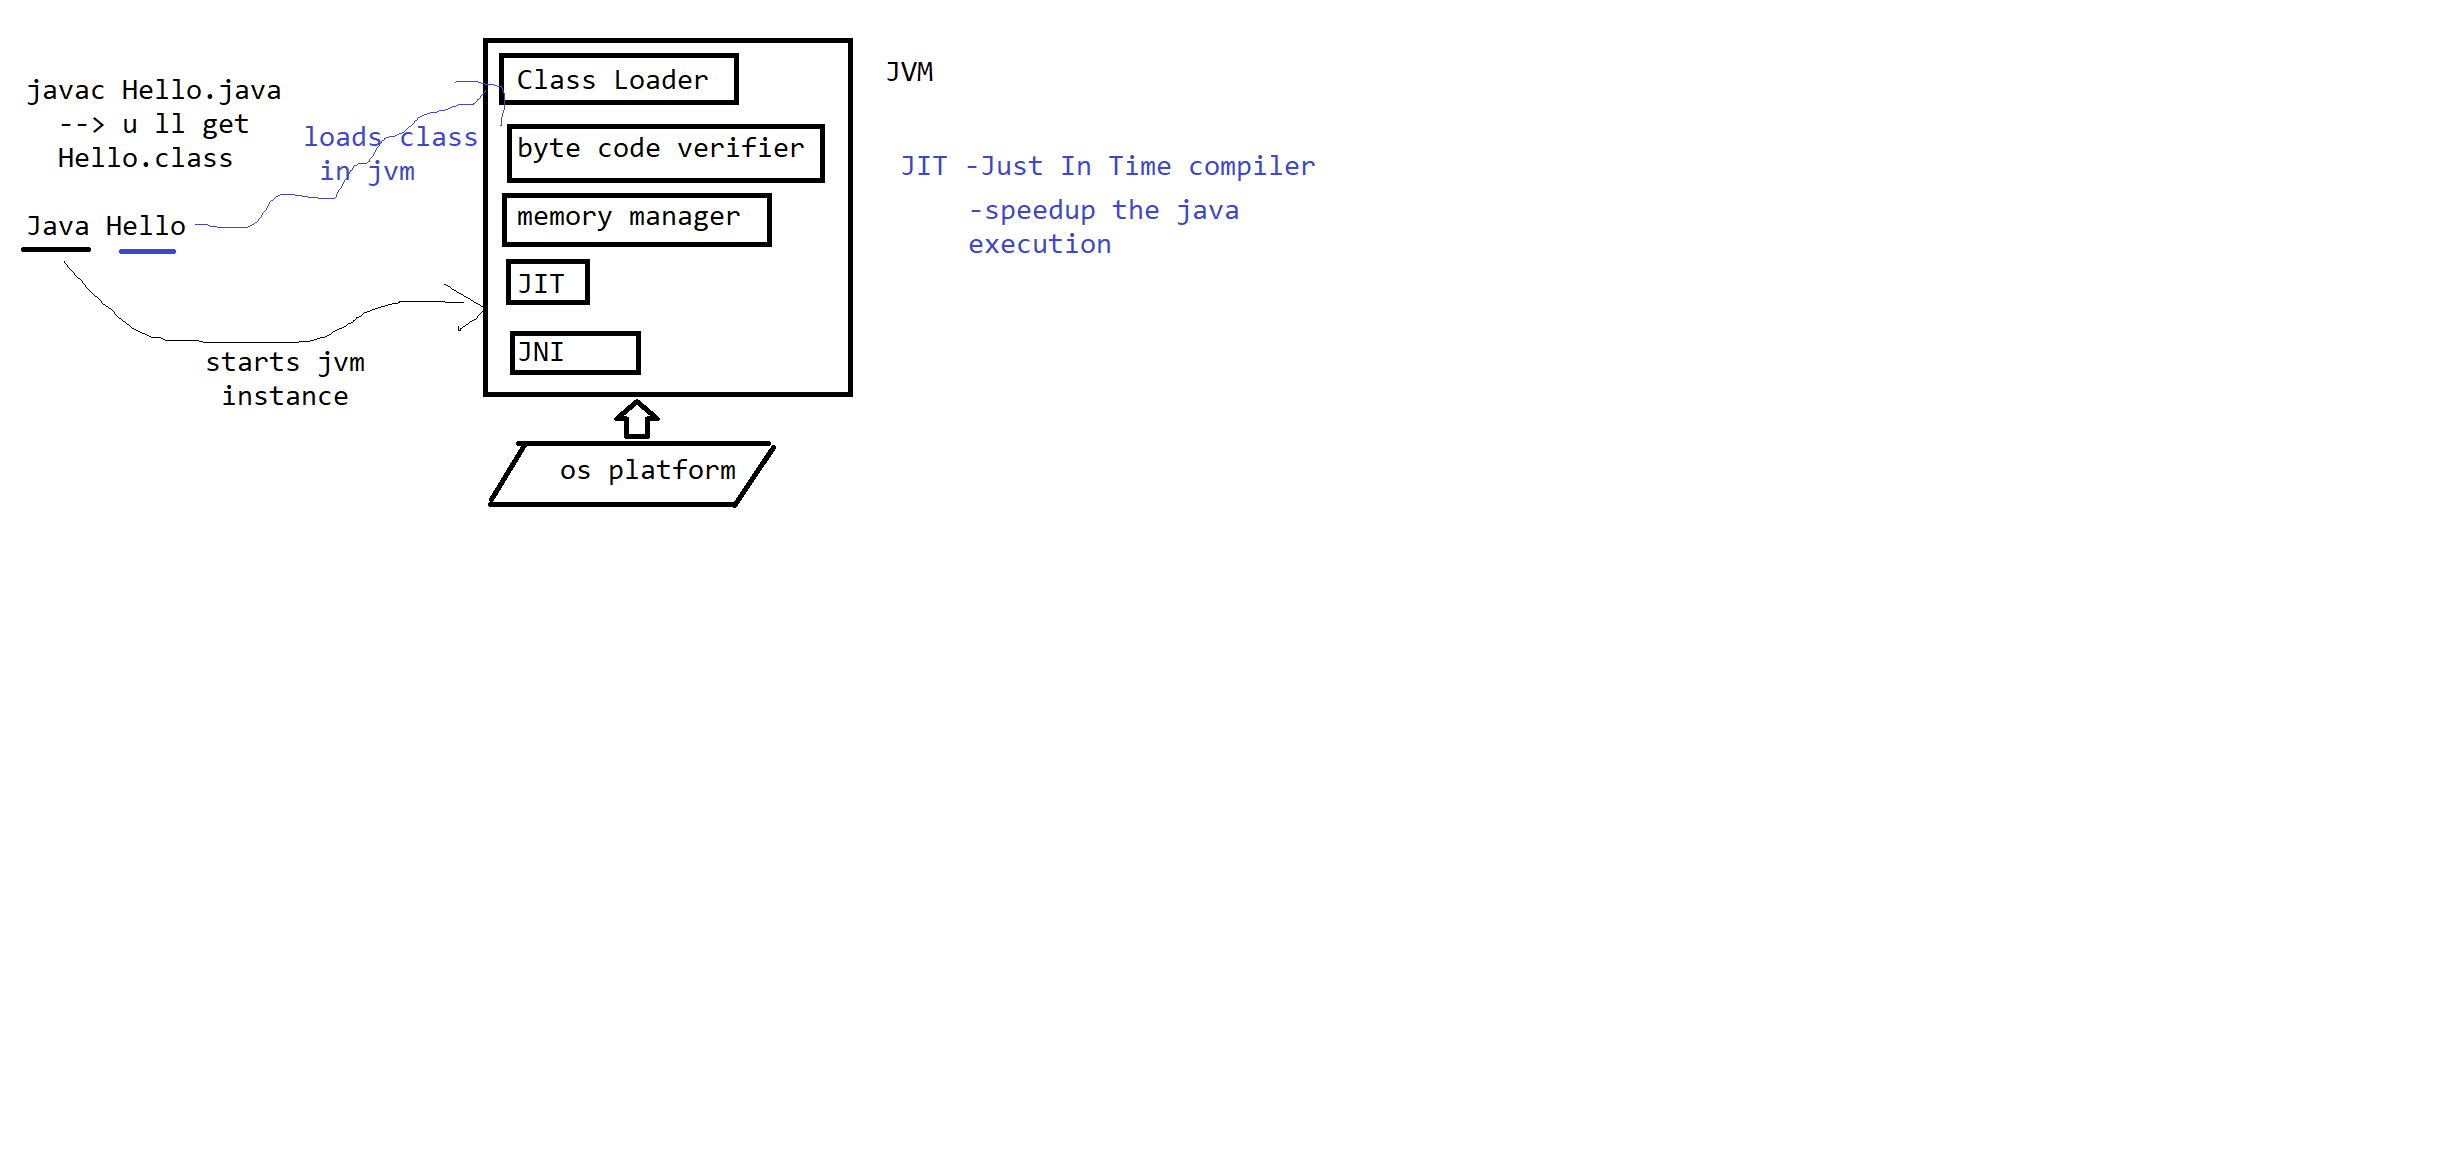 javac Hello.java
--> u ll get
Hello.class
loads class
in jvm
Java Hello
starts jvm
instance
Class Loader
byte code verifier
memory manager
JIT
JNI
os platform
JVM
JIT -Just In Time compiler
-speedup the java
execution